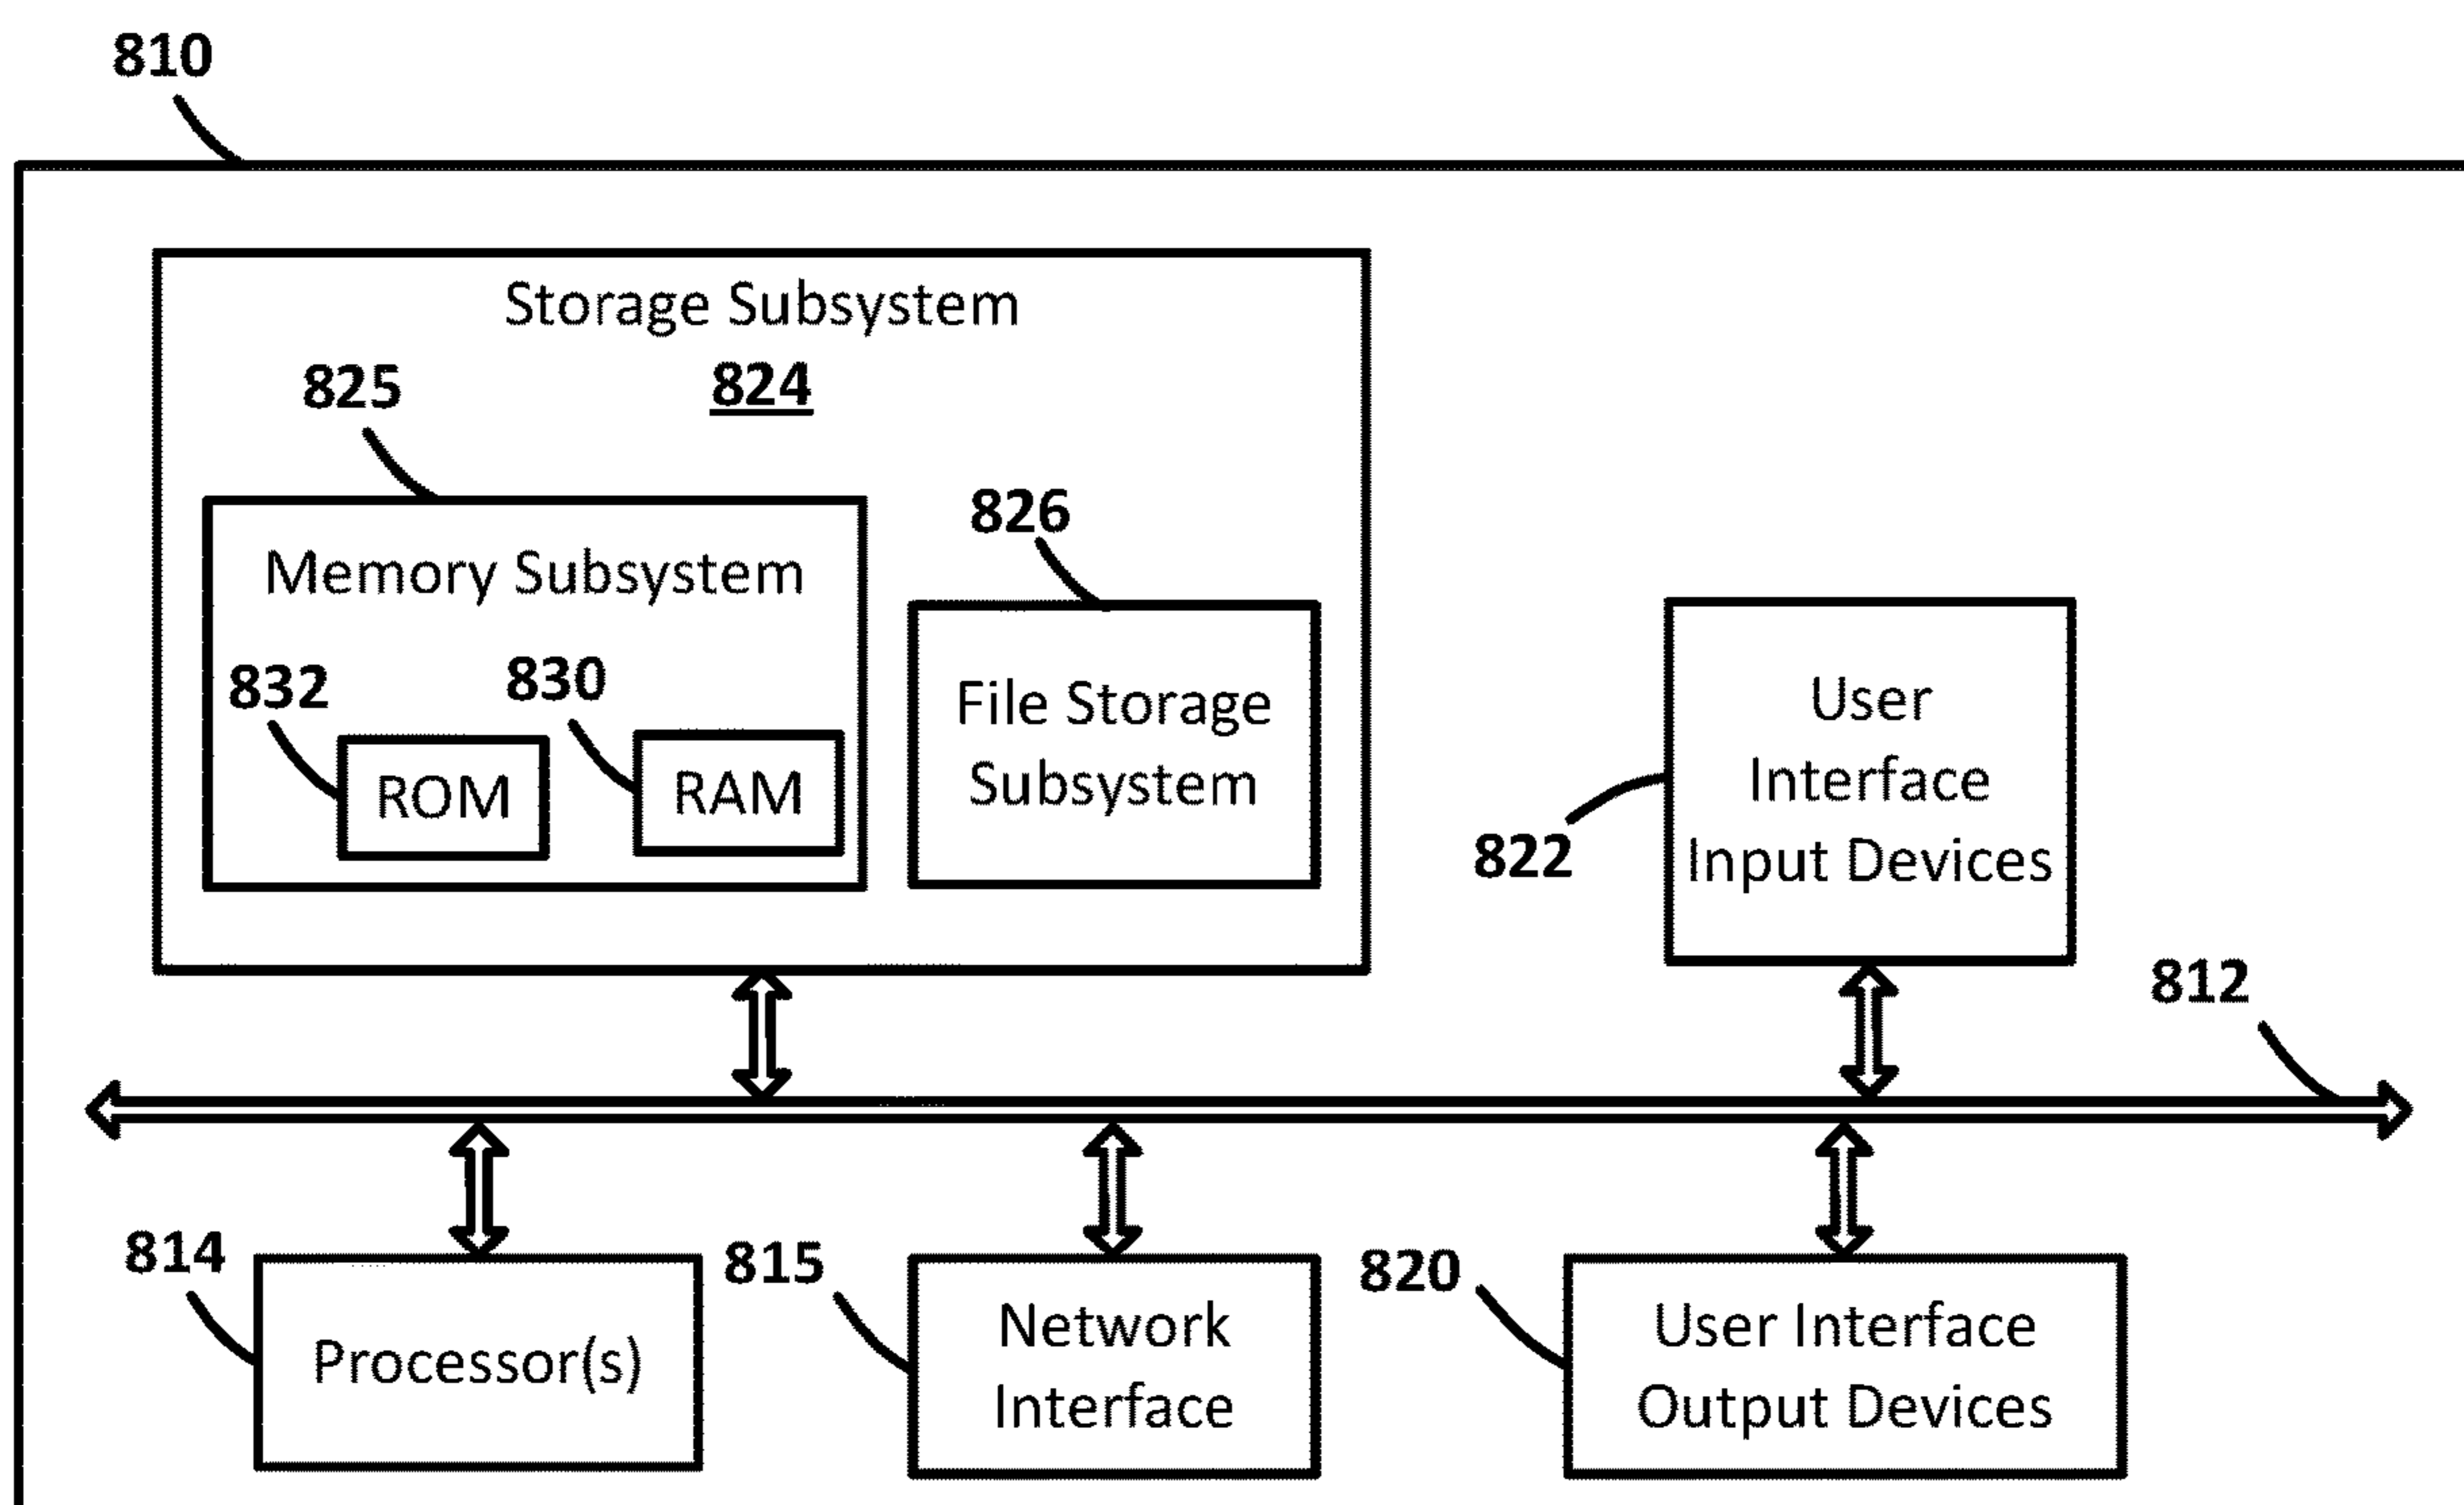 810
Storage Subsystem
824
825
Memory Subsystem
832
830
ROM
RAM
826
File Storage
Subsystem
User
Interface
Input Devices
822
812
814
Processor(s)
815
Network
Interface
820
User Interface
Output Devices